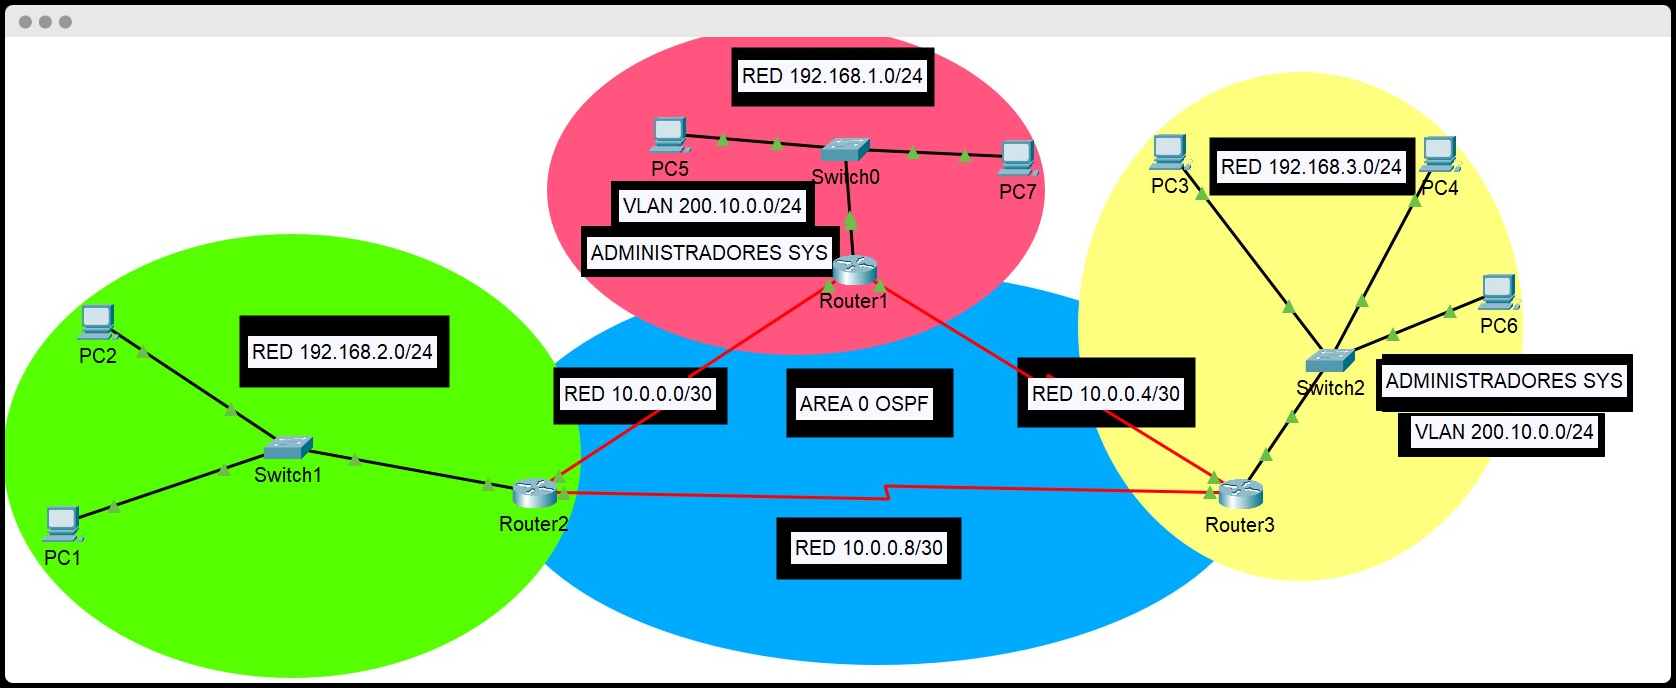 RED 192.168.1.0/24
PC5
Switch0
PC7
VLAN 200.10.0.0/24
ADMINISTRADORES SYS
Router1
PC3
RED 192.168.3.0/24
PC4
PC6
Switch2
ADMINISTRADORES SYS
VLAN 200.10.0.0/24
Router3
PC2
RED 192.168.2.0/24
Switch1
PC1
Router2
RED 10.0.0.0/30
AREA 0 OSPF
RED 10.0.0.4/30
RED 10.0.0.8/30